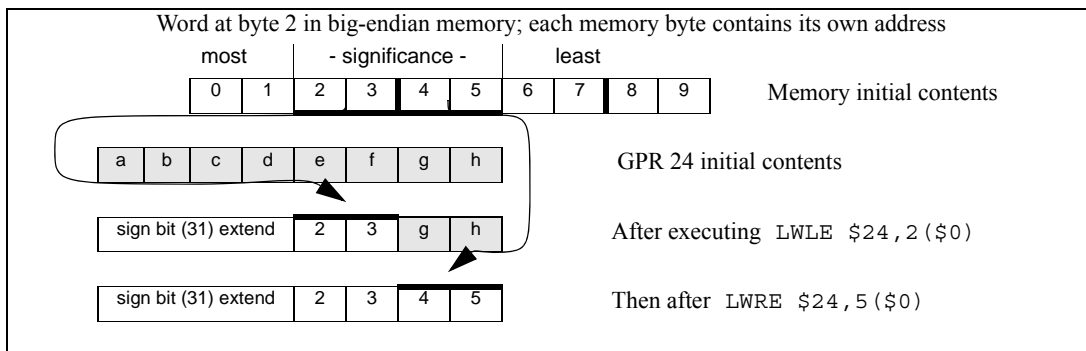 Word at byte 2 in big-endian memory; each memory byte contains its own address
most - significance - least
0 1 2 3 4 5 6 7 8 9 Memory initial contents
a b c d e f g h GPR 24 initial contents
sign bit (31) extend 2 3 g h After executing LWLE $24,2($0)
sign bit (31) extend 2 3 4 5 Then after LWRE $24,5($0)